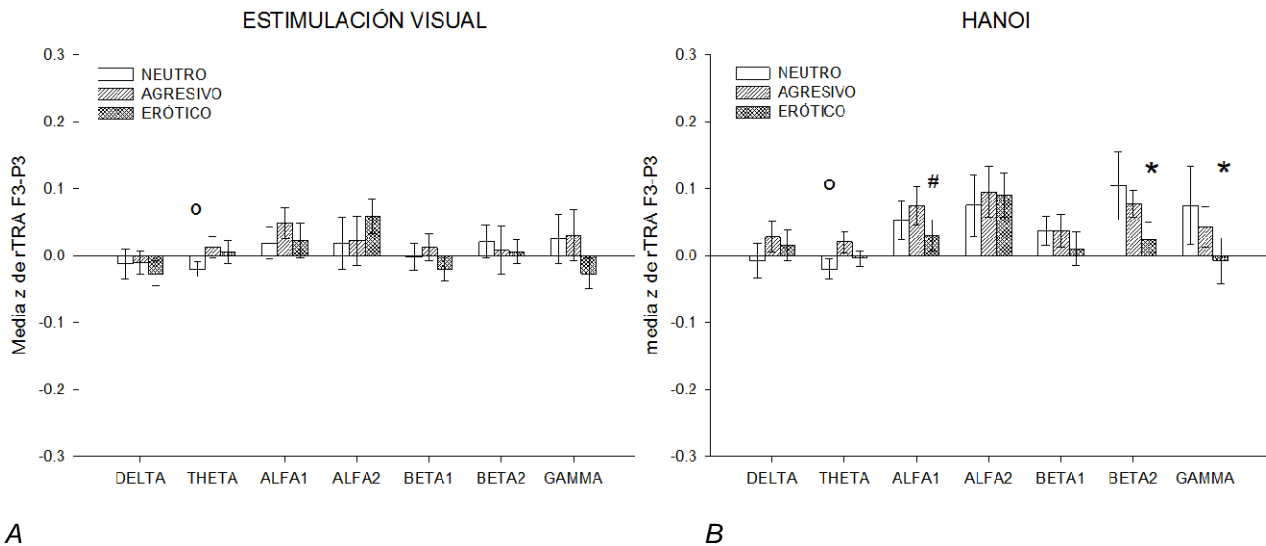 ESTIMULACIÓN VISUAL
Media z de rTRA F3-P3
0.3
0.2
0.1
0.0
-0.1
-0.2
-0.3
NEUTRO
AGRESIVO
ERÓTICO
o
DELTA THETA ALFA1 ALFA2 BETA1 BETA2 GAMMA
A
HANOI
media z de rTRA F3-P3
0.3
0.2
0.1
0.0
-0.1
-0.2
-0.3
NEUTRO
AGRESIVO
ERÓTICO
o # * *
DELTA THETA ALFA1 ALFA2 BETA1 BETA2 GAMMA
B